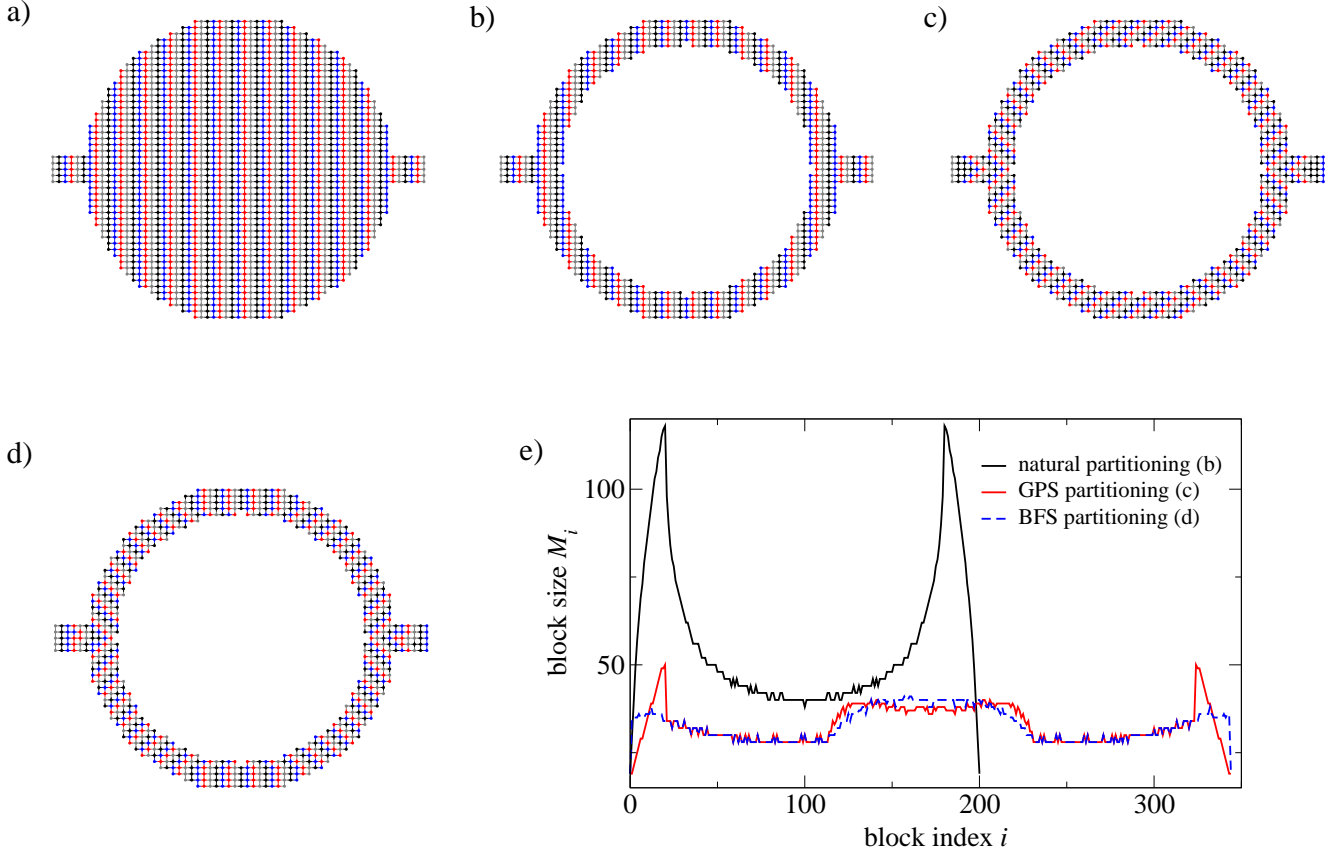 a)
b)
c)
d)
e)
block size M_i
100
50
natural partitioning (b)
GPS partitioning (c)
BFS partitioning (d)
0
100
200
300
block index i